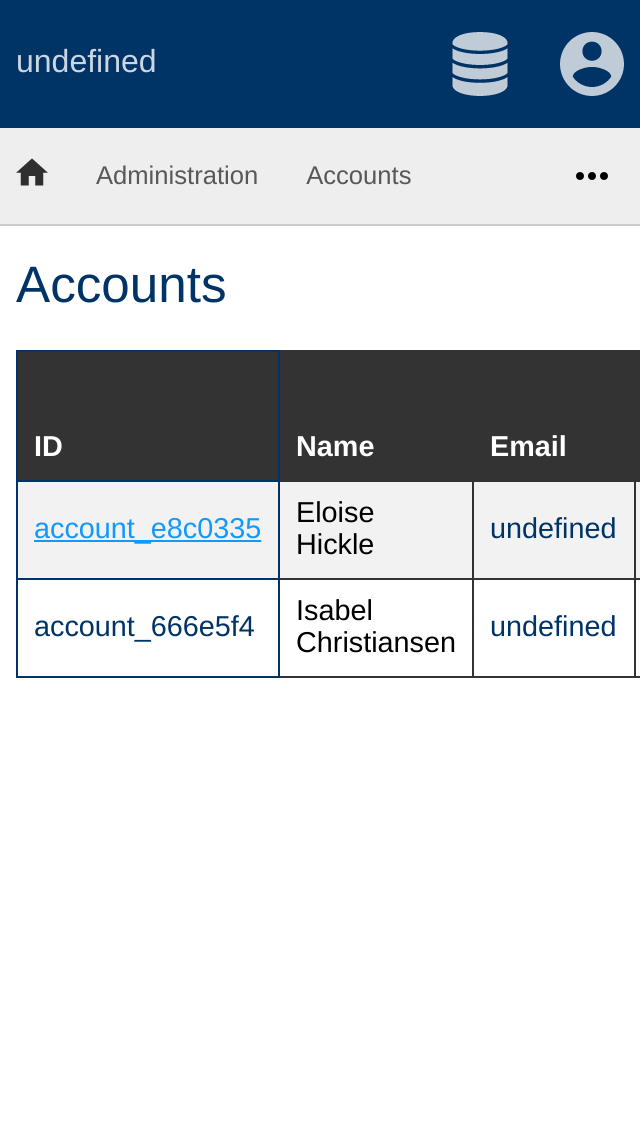 undefined
Administration Accounts
Accounts
ID Name Email
account_e8c0335 Eloise Hickle undefined
account_666e5f4 Isabel Christiansen undefined